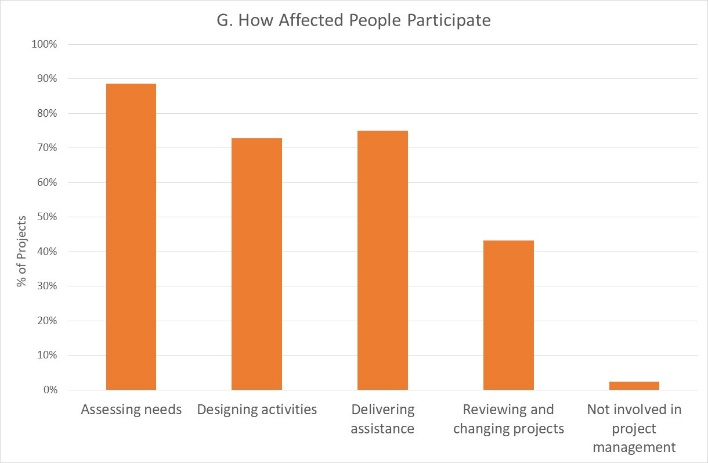 G. How Affected People Participate
100%
90%
80%
70%
60%
50%
40%
30%
20%
10%
0%
% of Projects
Assessing needs
Designing activities
Delivering
assistance
Reviewing and
changing projects
Not involved in
project
management